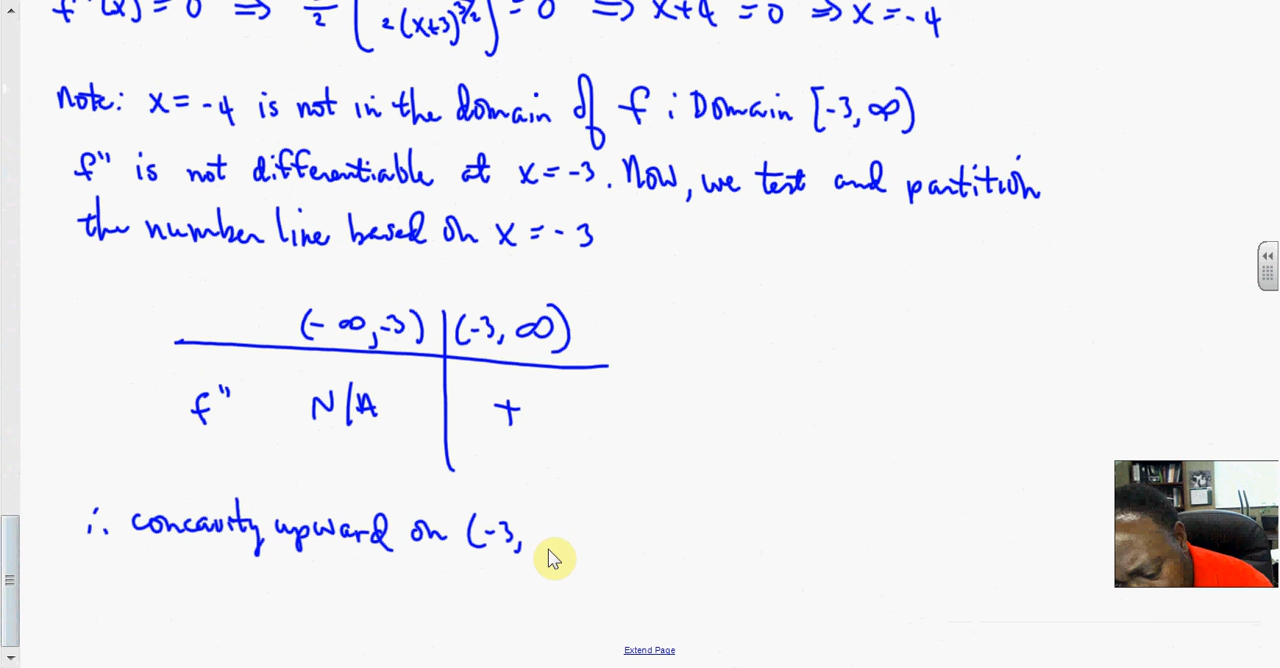 f''(x) = 0 ⇒ 3/2 [ 2(x+3)^3/2 ] = 0 ⇒ x+4 = 0 ⇒ x = -4
Note: x = -4 is not in the domain of f ; Domain [-3, ∞)
f" is not differentiable at x = -3. Now, we test and partition
the number line based on x = -3
(-∞,-3) | (-3, ∞)
f" N/A | +
∴ concavity upward on (-3,
Extend Page